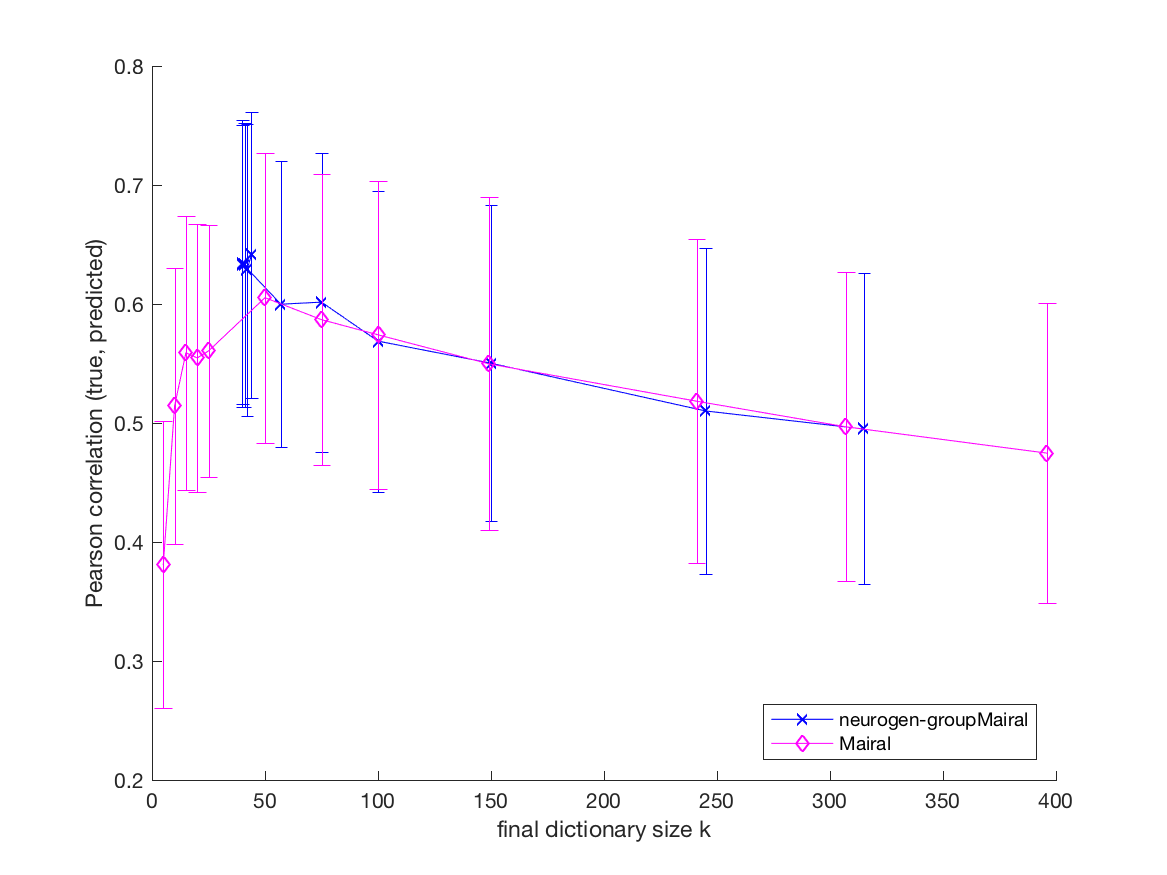 0.8
0.7
0.6
0.5
0.4
0.3
0.2
Pearson correlation (true, predicted)
0 50 100 150 200 250 300 350 400
final dictionary size k
neurogen-groupMairal
Mairal